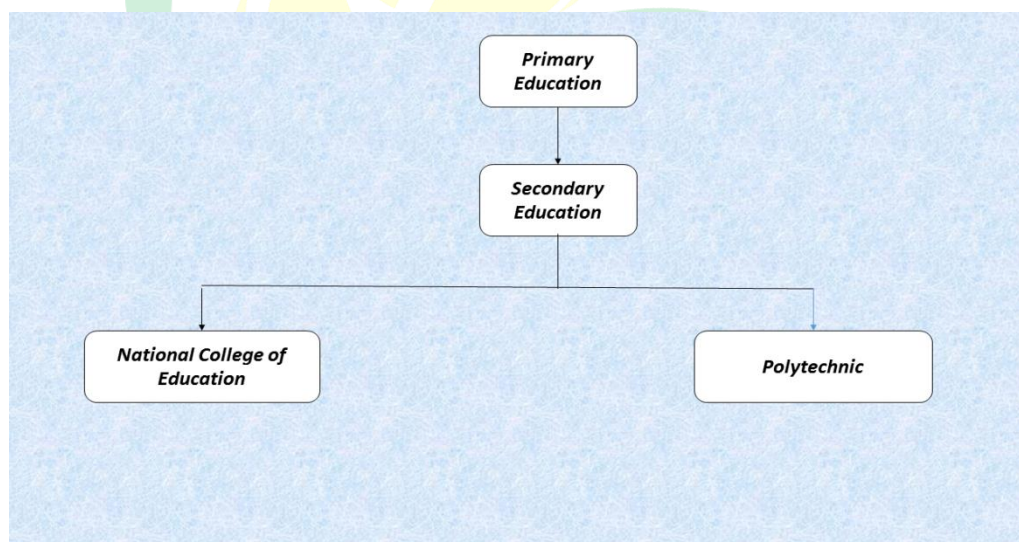 Primary
Education
Secondary
Education
National College of
Education
Polytechnic